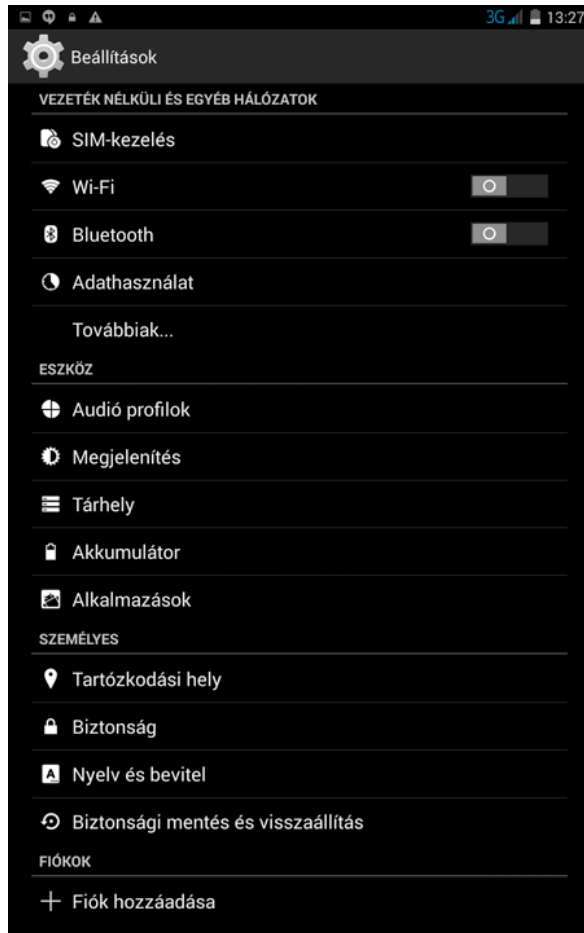 3G 13:27
Beállítások
VEZETÉK NÉLKÜLI ÉS EGYÉB HÁLÓZATOK
SIM-kezelés
Wi-Fi
Bluetooth
Adathasználat
Továbbiak...
ESZKÖZ
Audió profilok
Megjelenítés
Tárhely
Akkumulátor
Alkalmazások
SZEMÉLYES
Tartózkodási hely
Biztonság
Nyelv és bevitel
Biztonsági mentés és visszaállítás
FIÓKOK
Fiók hozzáadása